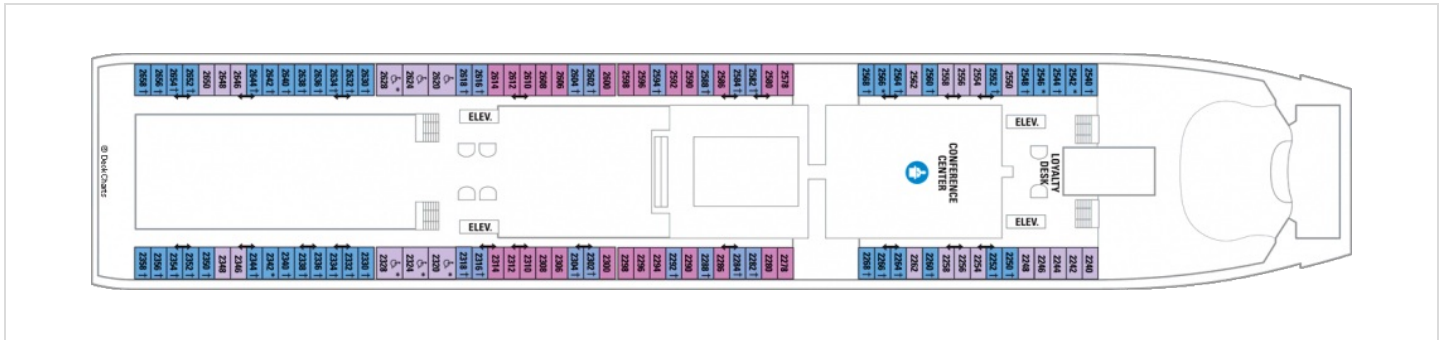 2658 2656 2654 2652 2650 2648 2646 2644 2642 2640 2638 2636 2634 2632 2630 2628 2624 2620 2618 2616 2614 2612 2610 2608 2606 2604 2602 2600 2598 2596 2594 2592 2590 2588 2586 2584 2582 2580 2578 2568 2566 2564 2562 2560 2558 2556 2554 2552 2550 2548 2546 2544 2542 2540
ELEV.
ELEV.
CONFERENCE
CENTER
LOYALTY
DESK
© Deck Charts
ELEV.
ELEV.
2358 2356 2354 2352 2350 2348 2346 2344 2342 2340 2338 2336 2334 2332 2330 2328 2324 2320 2318 2316 2314 2312 2310 2308 2306 2304 2302 2300 2298 2296 2294 2292 2290 2288 2286 2284 2282 2280 2278 2268 2266 2264 2262 2260 2258 2256 2254 2252 2250 2248 2246 2244 2242 2240